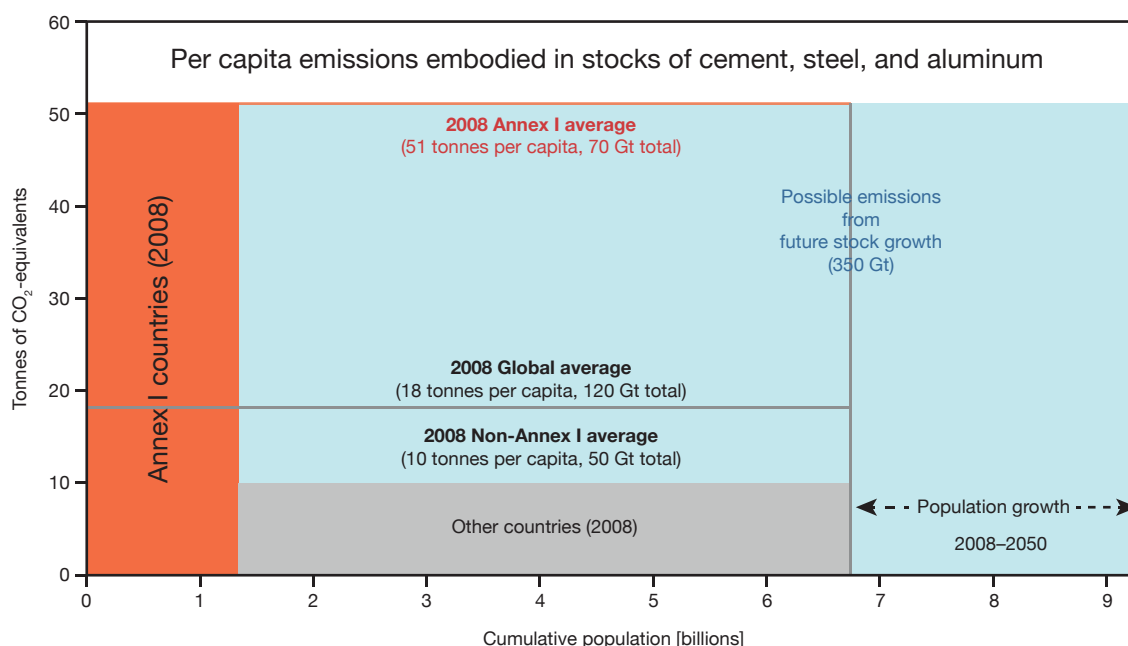 Per capita emissions embodied in stocks of cement, steel, and aluminum
60
50
40
30
20
10
0
Tonnes of CO₂-equivalents
Annex I countries (2008)
2008 Annex I average
(51 tonnes per capita, 70 Gt total)
Possible emissions
from
future stock growth
(350 Gt)
2008 Global average
(18 tonnes per capita, 120 Gt total)
2008 Non-Annex I average
(10 tonnes per capita, 50 Gt total)
Other countries (2008)
Population growth
2008–2050
0 1 2 3 4 5 6 7 8 9
Cumulative population [billions]